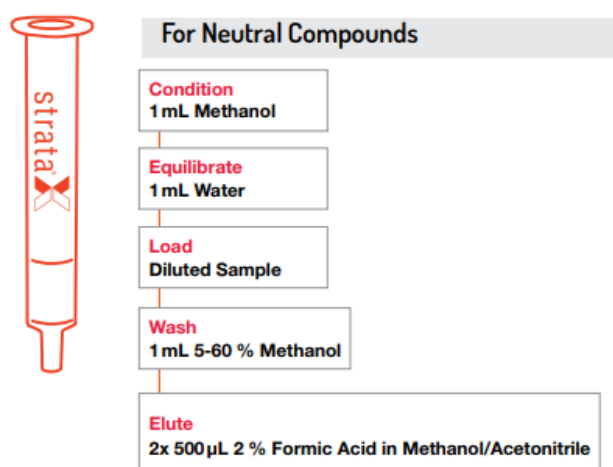 For Neutral Compounds
strata®
Condition
1 mL Methanol
Equilibrate
1 mL Water
Load
Diluted Sample
Wash
1 mL 5-60 % Methanol
Elute
2x 500 µL 2 % Formic Acid in Methanol/Acetonitrile